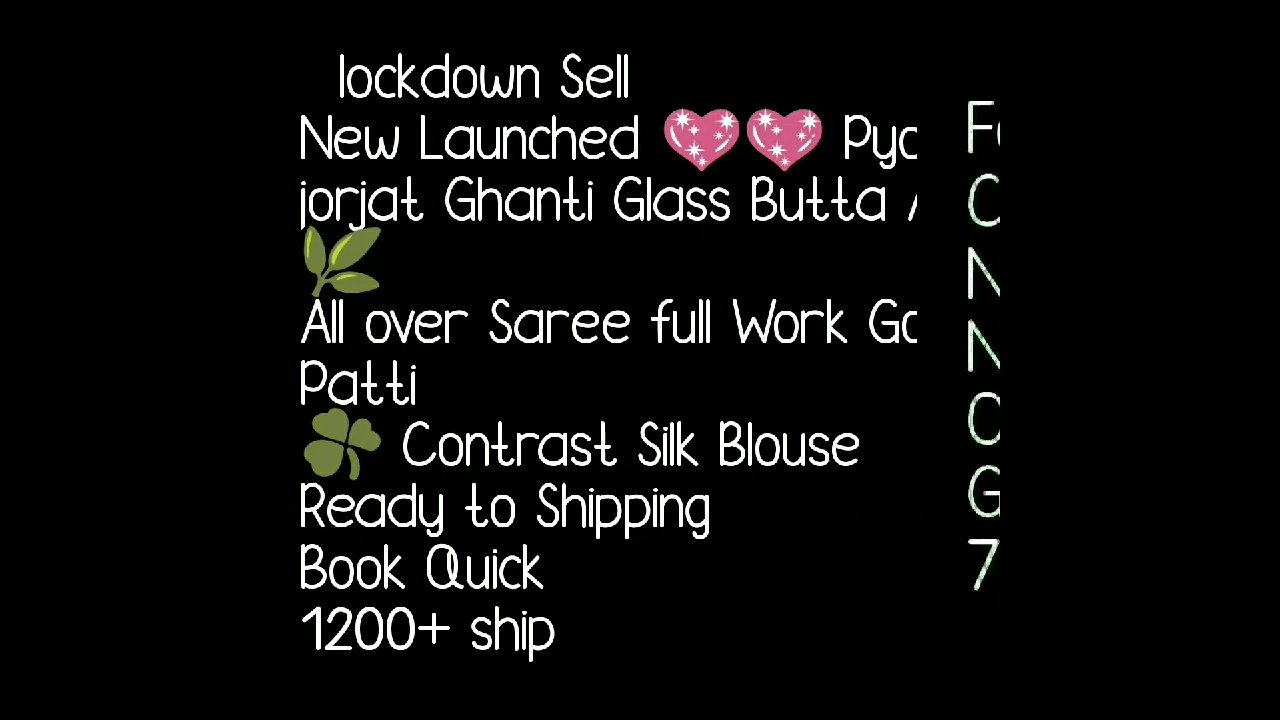 lockdown Sell
New Launched 💖💖
jorjat Ghanti Glass Butta
🌿
All over Saree full Work
Patti
☘️ Contrast Silk Blouse
Ready to Shipping
Book Quick
1200+ ship